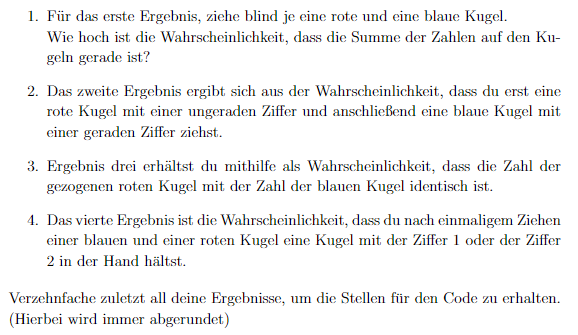 1. Für das erste Ergebnis, ziehe blind je eine rote und eine blaue Kugel.
Wie hoch ist die Wahrscheinlichkeit, dass die Summe der Zahlen auf den Ku-
geln gerade ist?
2. Das zweite Ergebnis ergibt sich aus der Wahrscheinlichkeit, dass du erst eine
rote Kugel mit einer ungeraden Ziffer und anschließend eine blaue Kugel mit
einer geraden Ziffer ziehst.
3. Ergebnis drei erhältst du mithilfe als Wahrscheinlichkeit, dass die Zahl der
gezogenen roten Kugel mit der Zahl der blauen Kugel identisch ist.
4. Das vierte Ergebnis ist die Wahrscheinlichkeit, dass du nach einmaligem Ziehen
einer blauen und einer roten Kugel eine Kugel mit der Ziffer 1 oder der Ziffer
2 in der Hand hältst.
Verzehnfache zuletzt all deine Ergebnisse, um die Stellen für den Code zu erhalten.
(Hierbei wird immer abgerundet)